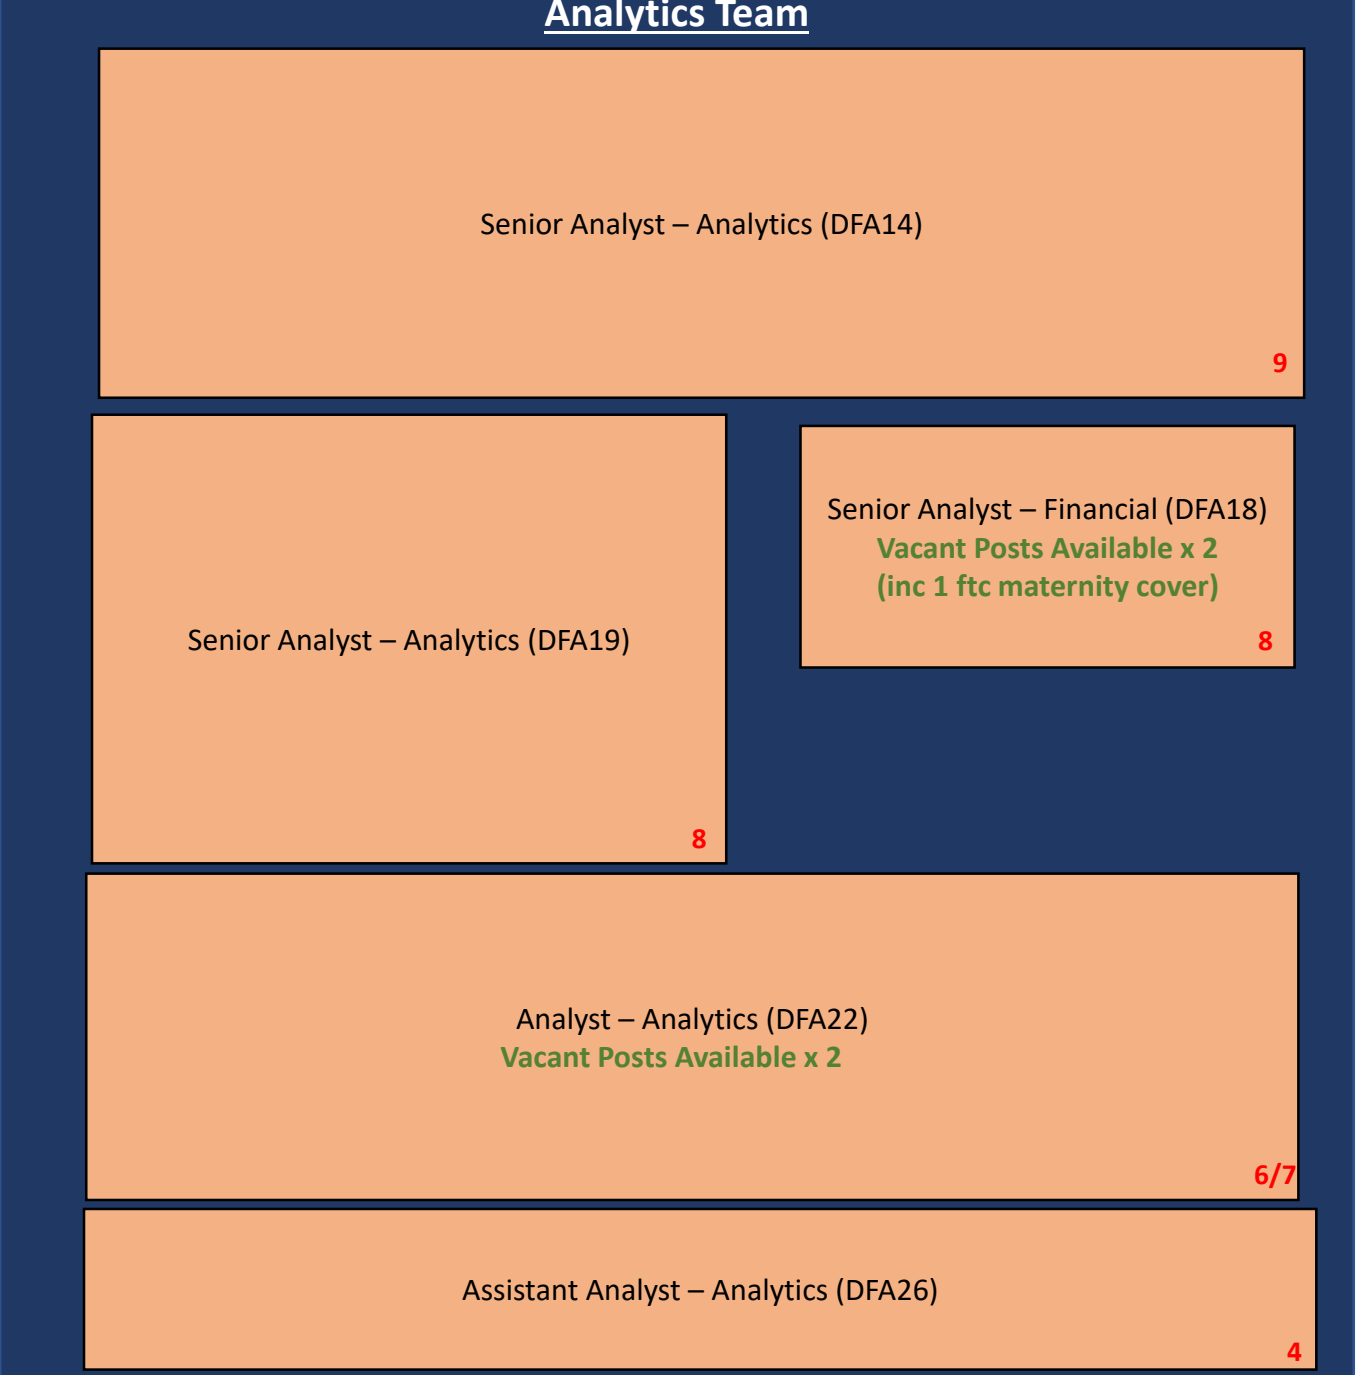 Analytics Team
Senior Analyst – Analytics (DFA14)
9
Senior Analyst – Analytics (DFA19)
8
Senior Analyst – Financial (DFA18)
Vacant Posts Available x 2
(inc 1 ftc maternity cover)
8
Analyst – Analytics (DFA22)
Vacant Posts Available x 2
6/7
Assistant Analyst – Analytics (DFA26)
4